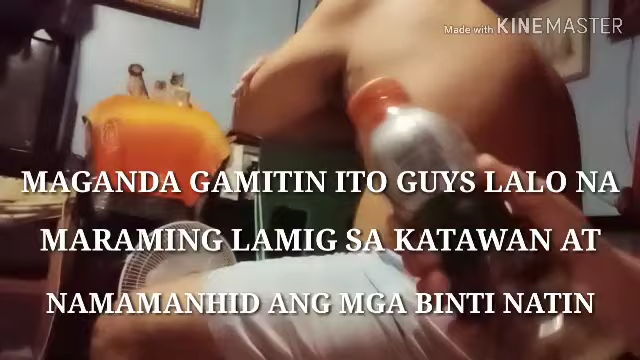 Made with KINEMASTER
MAGANDA GAMITIN ITO GUYS LALO NA
MARAMING LAMIG SA KATAWAN AT
NAMAMANHID ANG MGA BINTI NATIN